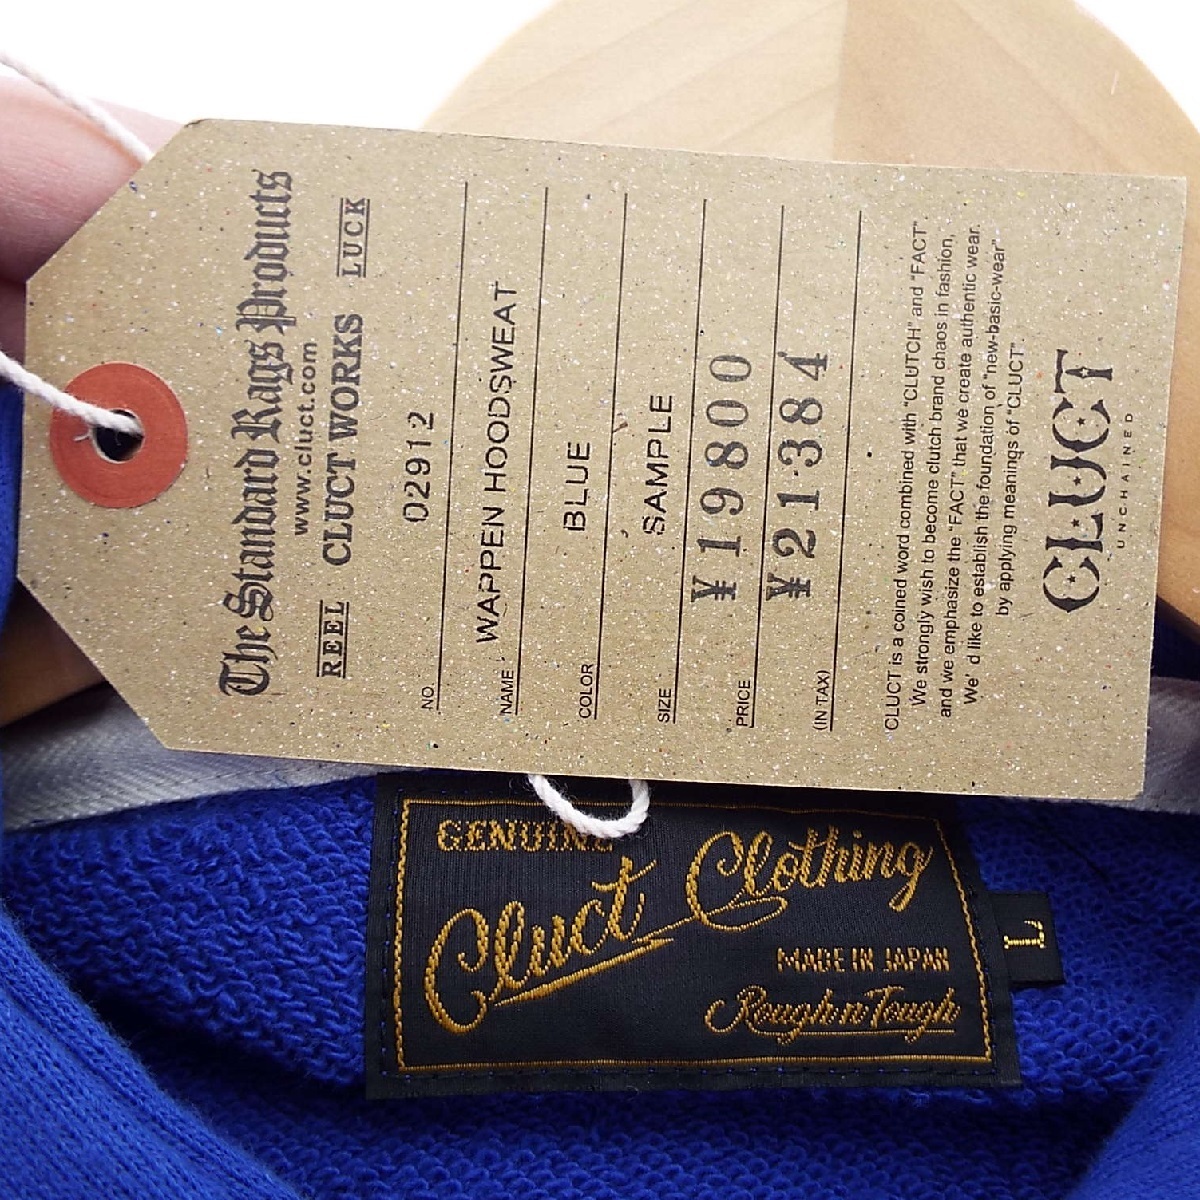 The Standard Rags Products
www.cluct.com
REEL CLUCT WORKS LUCK
NO. 02912
NAME WAPPEN HOODSWEAT
COLOR BLUE
SIZE SAMPLE
PRICE ¥19800
(IN TAX) ¥21384
CLUCT is a coined word combined with "CLUTCH" and "FACT"
We strongly wish to become clutch brand chaos in fashion,
and we emphasize the "FACT" that we create authentic wear.
We' d like to establish the foundation of "new-basic-wear"
by applying meanings of "CLUCT".
CLUCT
UNCHAINED
GENUINE
Cluct Clothing
MADE IN JAPAN
Rough n Tough
L